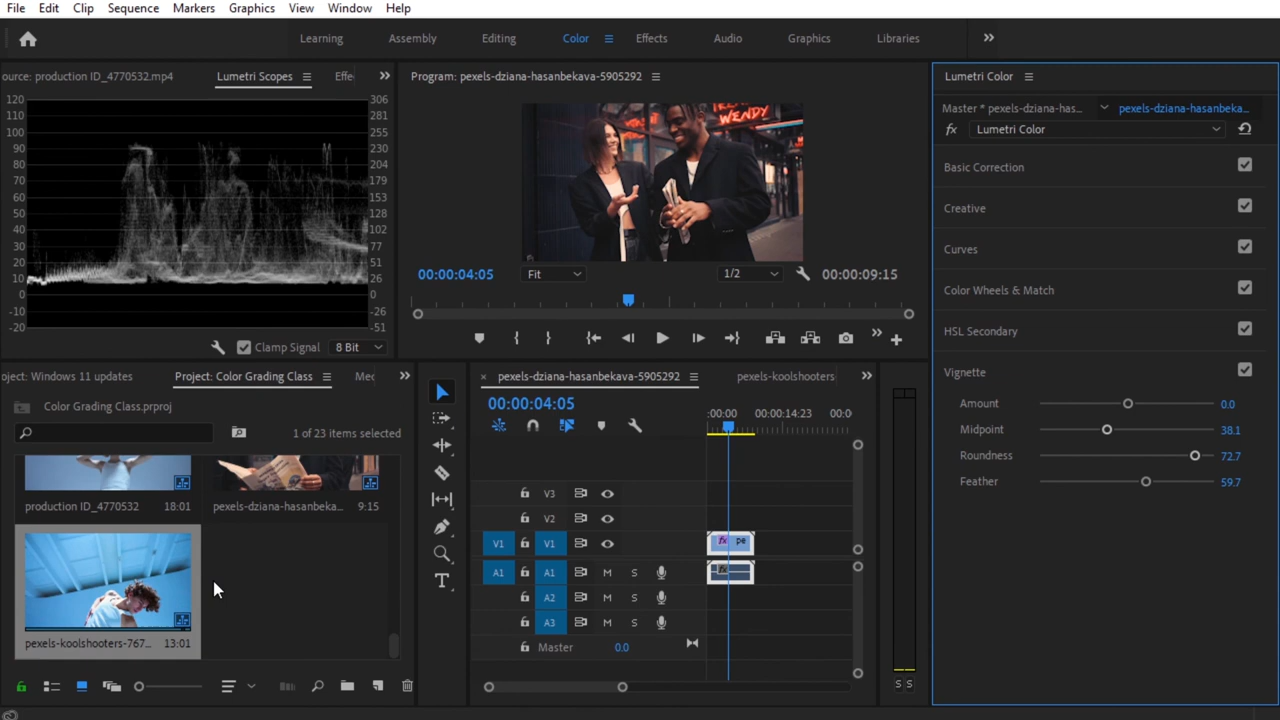 File Edit Clip Sequence Markers Graphics View Window Help
Learning Assembly Editing Color Effects Audio Graphics Libraries
ource: production ID_4770532.mp4 Lumetri Scopes Effe
120 306
110 281
100 255
90 230
80 204
70 179
60 153
50 128
40 102
30 77
20 51
10 26
0 0
-10 -26
-20 -51
Clamp Signal 8 Bit
Program: pexels-dziana-hasanbekava-5905292
WENDY
00:00:04:05 Fit 1/2 00:00:09:15
Lumetri Color
Master * pexels-dziana-has... pexels-dziana-hasanbeka...
fx Lumetri Color
Basic Correction
Creative
Curves
Color Wheels & Match
HSL Secondary
Vignette
Amount 0.0
Midpoint 38.1
Roundness 72.7
Feather 59.7
oject: Windows 11 updates Project: Color Grading Class Mec
Color Grading Class.prproj
1 of 23 items selected
production ID_4770532 18:01 pexels-dziana-hasanbeka... 9:15
pexels-koolshooters-767... 13:01
× pexels-dziana-hasanbekava-5905292 pexels-koolshooters
00:00:04:05
:00:00 00:00:14:23 00:0
V3
V2
V1 V1 fx pe
A1 A1 M S fx
A2 M S
A3 M S
Master 0.0
S S